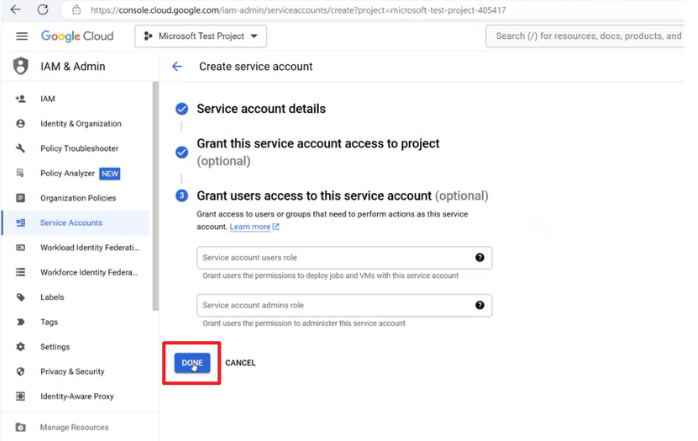 https://console.cloud.google.com/iam-admin/serviceaccounts/create?project=microsoft-test-project-405417
Google Cloud
Microsoft Test Project
Search (/) for resources, docs, products, and
IAM & Admin
Create service account
IAM
Identity & Organization
Policy Troubleshooter
Policy Analyzer NEW
Organization Policies
Service Accounts
Workload Identity Federati...
Workforce Identity Federa...
Labels
Tags
Settings
Privacy & Security
Identity-Aware Proxy
Manage Resources
Service account details
Grant this service account access to project
(optional)
3 Grant users access to this service account (optional)
Grant access to users or groups that need to perform actions as this service
account. Learn more
Service account users role
Grant users the permissions to deploy jobs and VMs with this service account
Service account admins role
Grant users the permission to administer this service account
DONE CANCEL